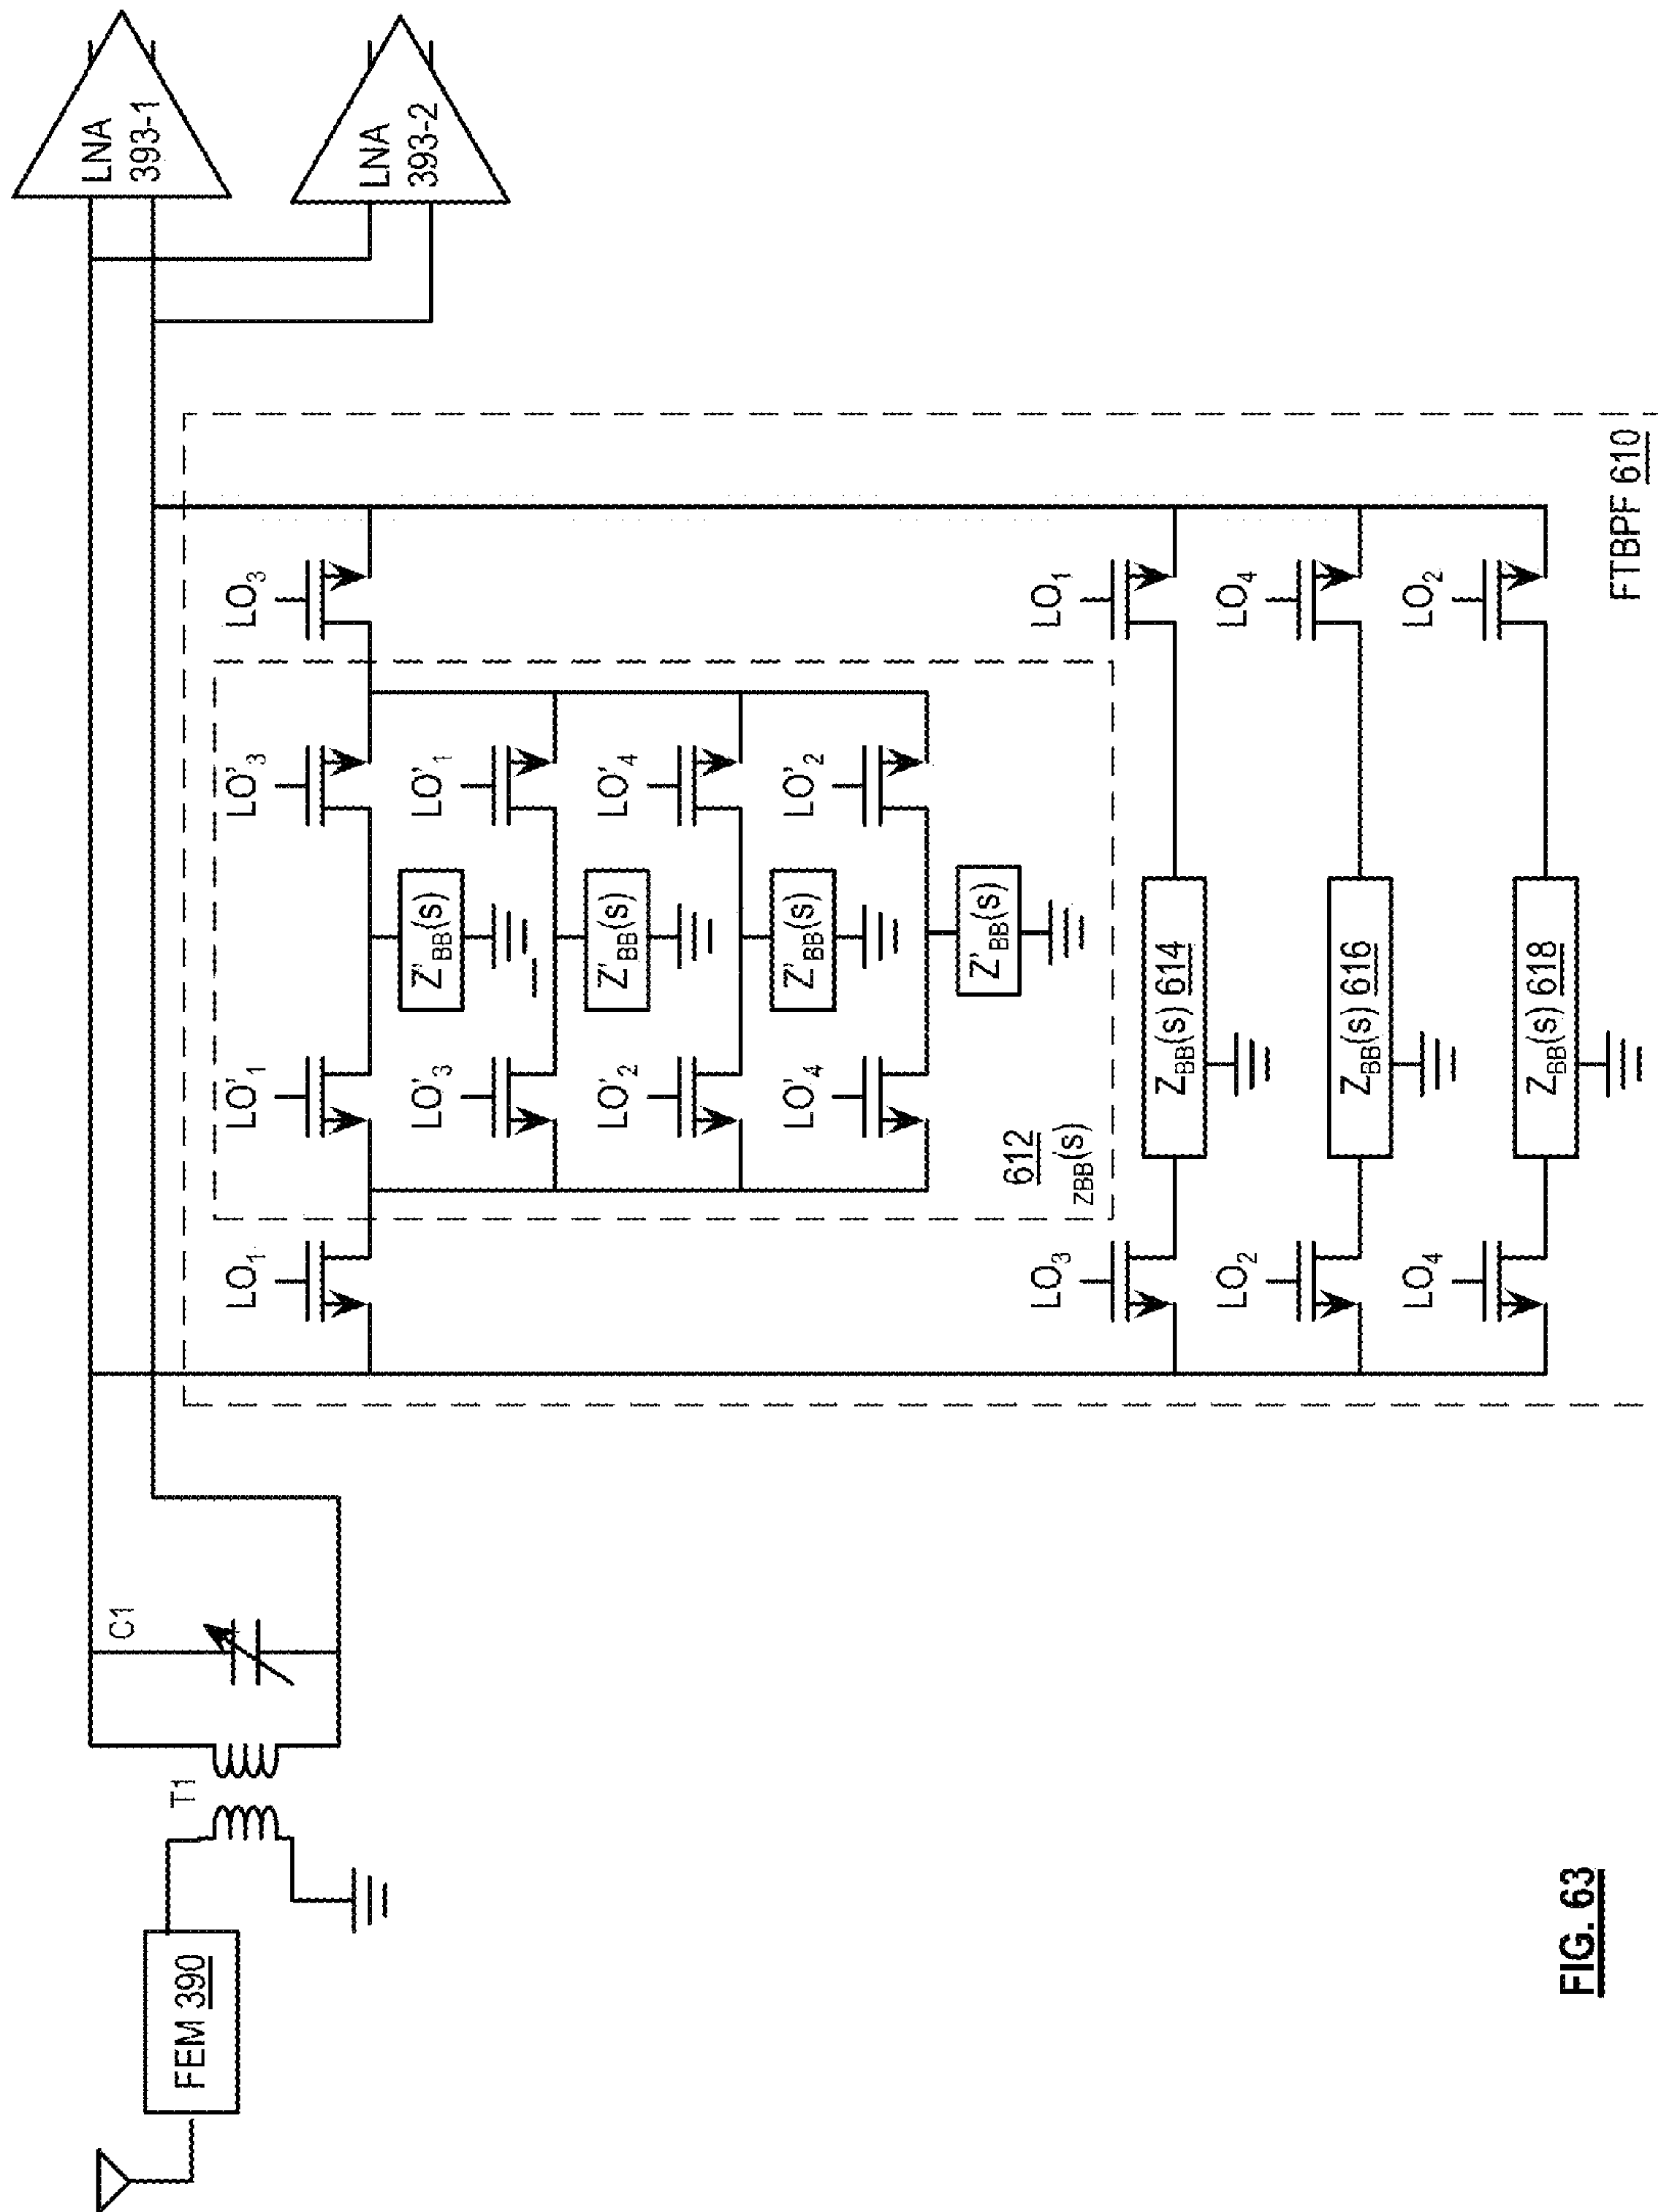 LNA
393-1
C1
FEM 390
T1
LO₁
LO'₁
LO'₃
LO₃
LNA
393-2
Z'BB(s)
LO'₃
LO'₁
Z'BB(s)
LO'₂
LO'₄
Z'BB(s)
LO'₄
LO'₂
Z'BB(s)
612
ZBB(s)
LO₃
LO₁
ZBB(s) 614
LO₂
LO₄
ZBB(s) 616
LO₄
LO₂
ZBB(s) 618
FTBPF 610
FIG. 63